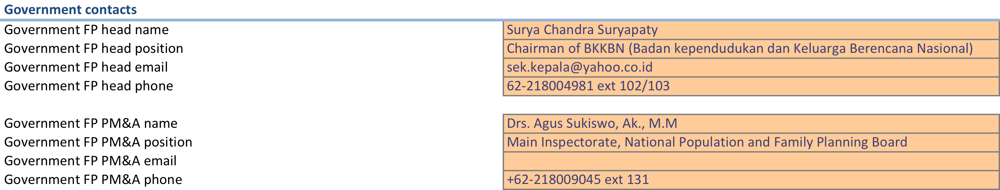 Government contacts
Government FP head name Surya Chandra Suryapaty
Government FP head position Chairman of BKKBN (Badan kependudukan dan Keluarga Berencana Nasional)
Government FP head email sek.kepala@yahoo.co.id
Government FP head phone 62-218004981 ext 102/103
Government FP PM&A name Drs. Agus Sukiswo, Ak., M.M
Government FP PM&A position Main Inspectorate, National Population and Family Planning Board
Government FP PM&A email
Government FP PM&A phone +62-218009045 ext 131